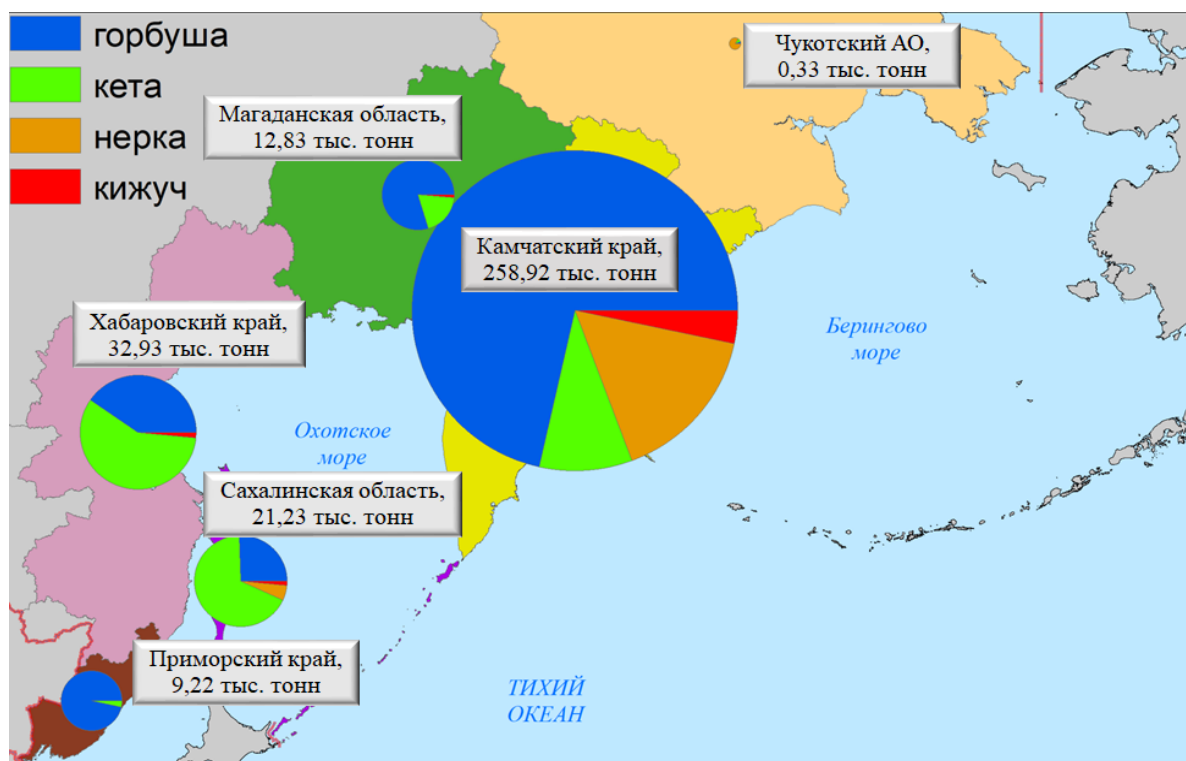 горбуша
кета
нерка
кижуч
Чукотский АО,
0,33 тыс. тонн
Магаданская область,
12,83 тыс. тонн
Камчатский край,
258,92 тыс. тонн
Хабаровский край,
32,93 тыс. тонн
Берингово
море
Охотское
море
Сахалинская область,
21,23 тыс. тонн
Приморский край,
9,22 тыс. тонн
ТИХИЙ
ОКЕАН